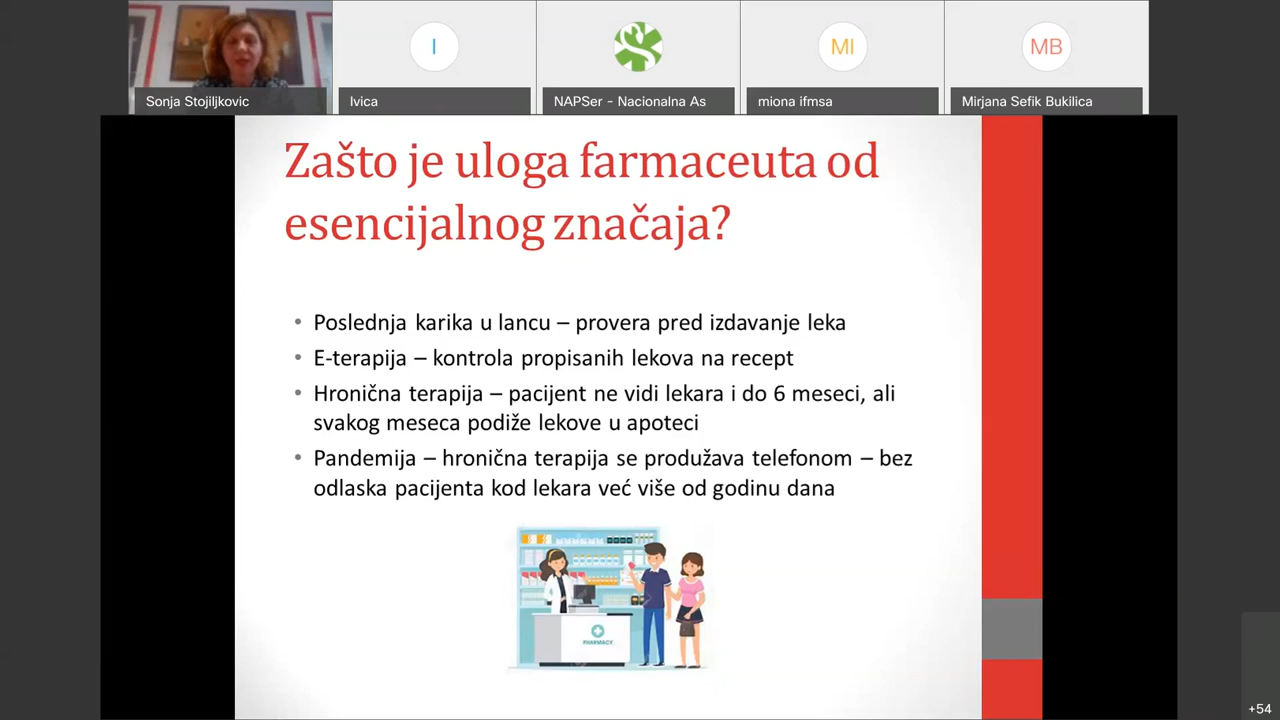 I
MI
MB
Sonja Stojiljkovic
Ivica
NAPSer - Nacionalna As
miona ifmsa
Mirjana Sefik Bukilica
Zašto je uloga farmaceuta od
esencijalnog značaja?
• Poslednja karika u lancu – provera pred izdavanje leka
• E-terapija – kontrola propisanih lekova na recept
• Hronična terapija – pacijent ne vidi lekara i do 6 meseci, ali
svakog meseca podiže lekove u apoteci
• Pandemija – hronična terapija se produžava telefonom – bez
odlaska pacijenta kod lekara već više od godinu dana
PHARMACY
+54